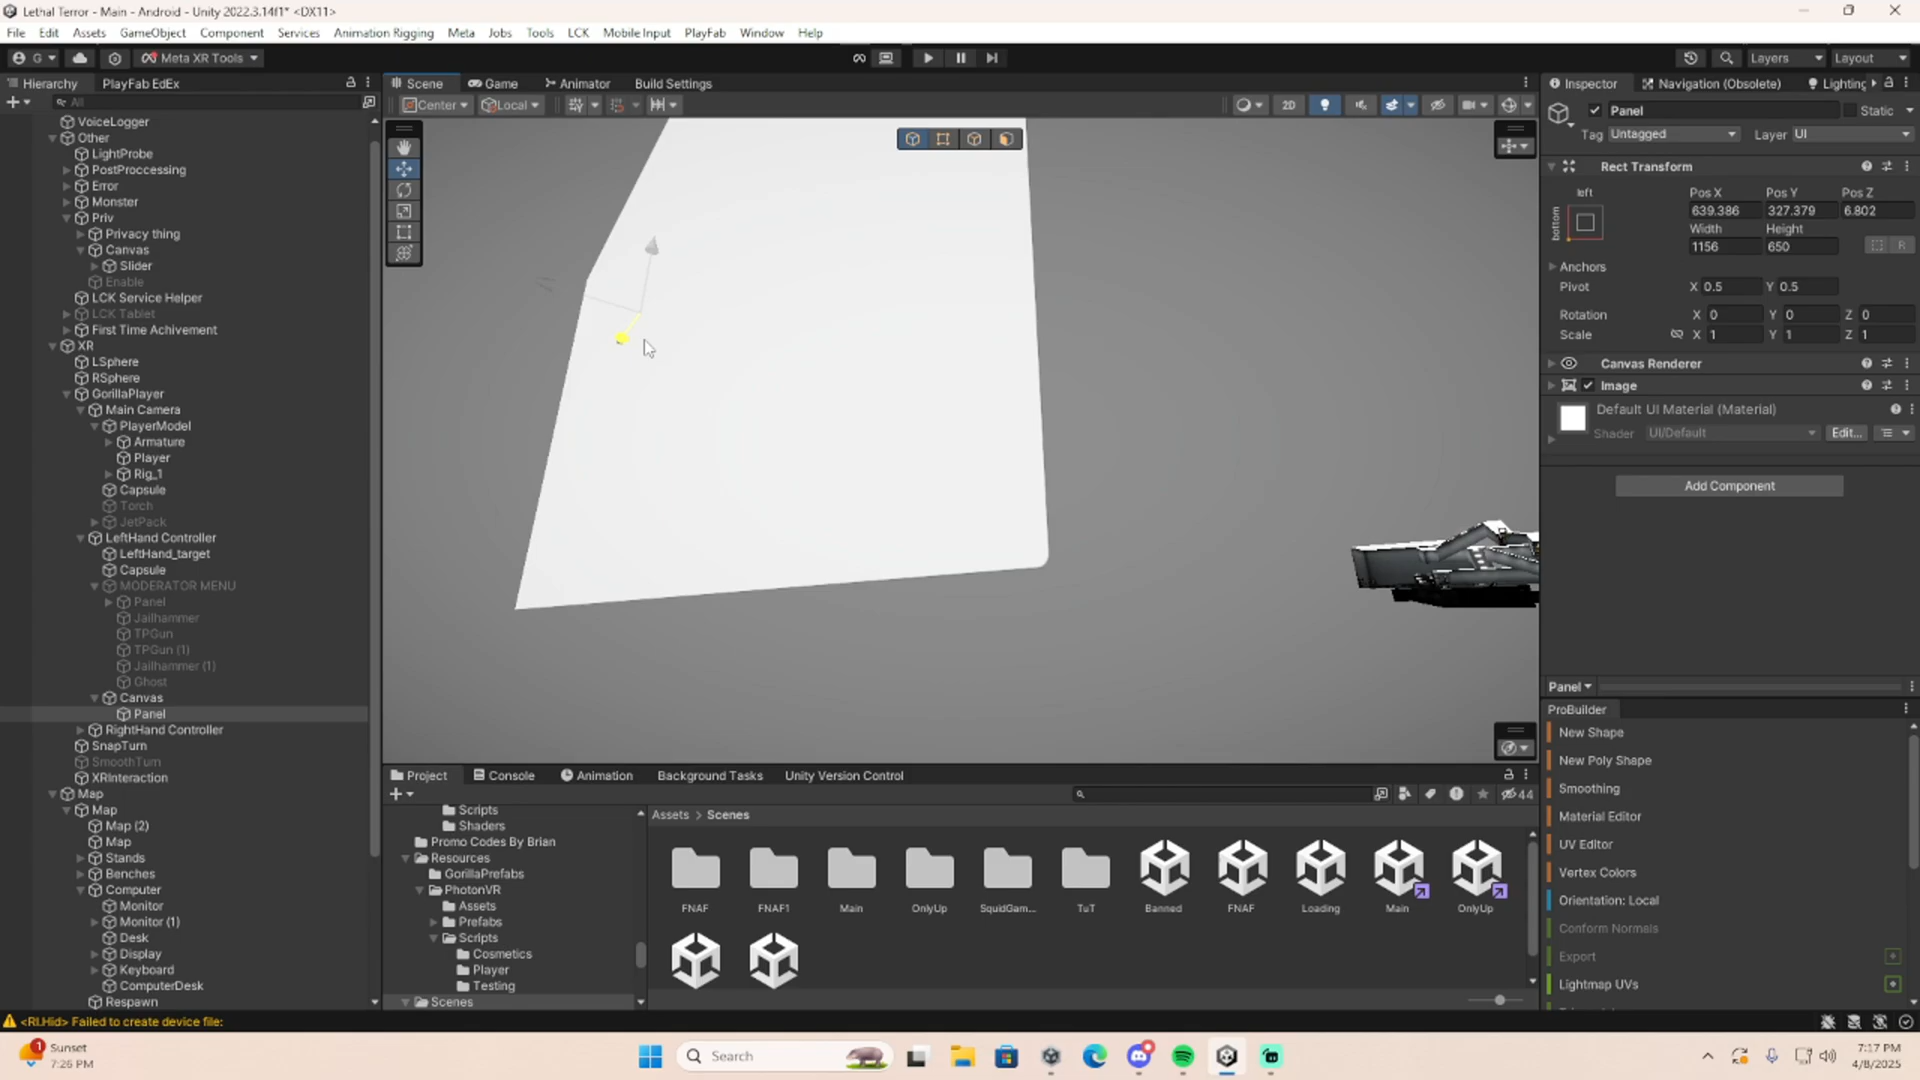 Lethal Terror - Main - Android - Unity 2022.3.14f1* <DX11>
File Edit Assets GameObject Component Services Animation Rigging Meta Jobs Tools LCK Mobile Input PlayFab Window Help
G Meta XR Tools Layers Layout
Hierarchy PlayFab EdEx Scene Game Animator Build Settings Inspector Navigation (Obsolete) Lighting
All Center Local 2D
VoiceLogger
Other
LightProbe
PostProccessing
Error
Monster
Priv
Privacy thing
Canvas
Slider
Enable
LCK Service Helper
LCK Tablet
First Time Achivement
XR
LSphere
RSphere
GorillaPlayer
Main Camera
PlayerModel
Armature
Player
Rig_1
Capsule
Torch
JetPack
LeftHand Controller
LeftHand_target
Capsule
MODERATOR MENU
Panel
Jailhammer
TPGun
TPGun (1)
Jailhammer (1)
Ghost
Canvas
Panel
RightHand Controller
SnapTurn
SmoothTurn
XRInteraction
Map
Map
Map (2)
Map
Stands
Benches
Computer
Monitor
Monitor (1)
Desk
Display
Keyboard
ComputerDesk
Respawn
Panel Static
Tag Untagged Layer UI
Rect Transform
left Pos X Pos Y Pos Z
bottom 639.386 327.379 6.802
Width Height
1156 650 R
Anchors
Pivot X 0.5 Y 0.5
Rotation X 0 Y 0 Z 0
Scale X 1 Y 1 Z 1
Canvas Renderer
Image
Default UI Material (Material)
Shader UI/Default Edit...
Add Component
Panel
ProBuilder
New Shape
New Poly Shape
Smoothing
Material Editor
UV Editor
Vertex Colors
Orientation: Local
Conform Normals
Export
Lightmap UVs
Project Console Animation Background Tasks Unity Version Control
44
Scripts
Shaders
Promo Codes By Brian
Resources
GorillaPrefabs
PhotonVR
Assets
Prefabs
Scripts
Cosmetics
Player
Testing
Scenes
Assets > Scenes
FNAF FNAF1 Main OnlyUp SquidGam... TuT Banned FNAF Loading Main OnlyUp
<RI.Hid> Failed to create device file:
1 Sunset
7:26 PM
Search
7:17 PM
4/8/2025